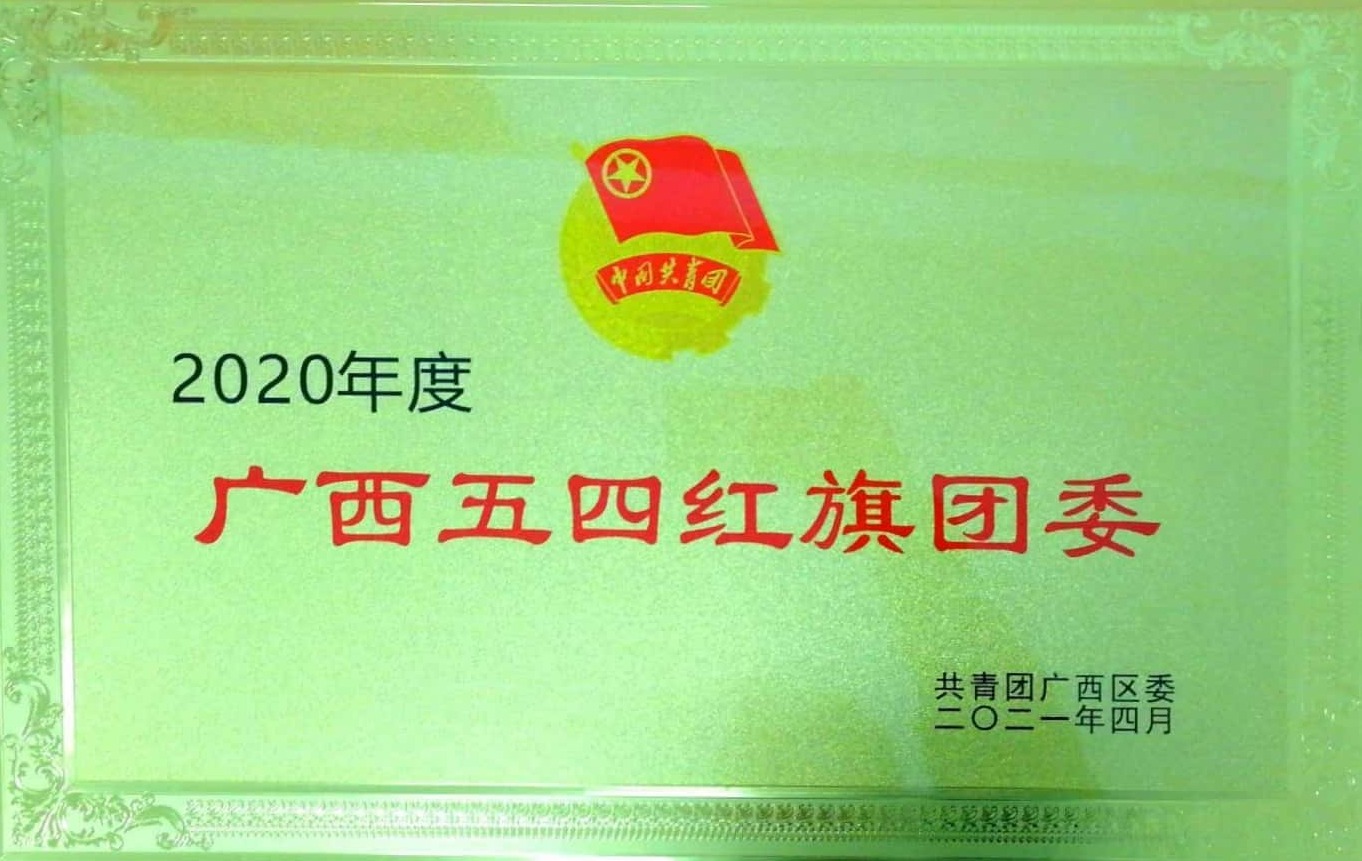 中国共青团
2020年度
广西五四红旗团委
共青团广西区委
二〇二一年四月